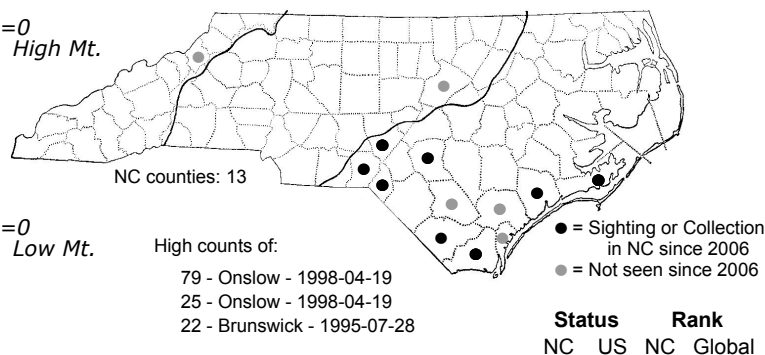 =0
High Mt.
NC counties: 13
=0
Low Mt.
High counts of:
79 - Onslow - 1998-04-19
25 - Onslow - 1998-04-19
22 - Brunswick - 1995-07-28
= Sighting or Collection
in NC since 2006
= Not seen since 2006
Status Rank
NC US NC Global